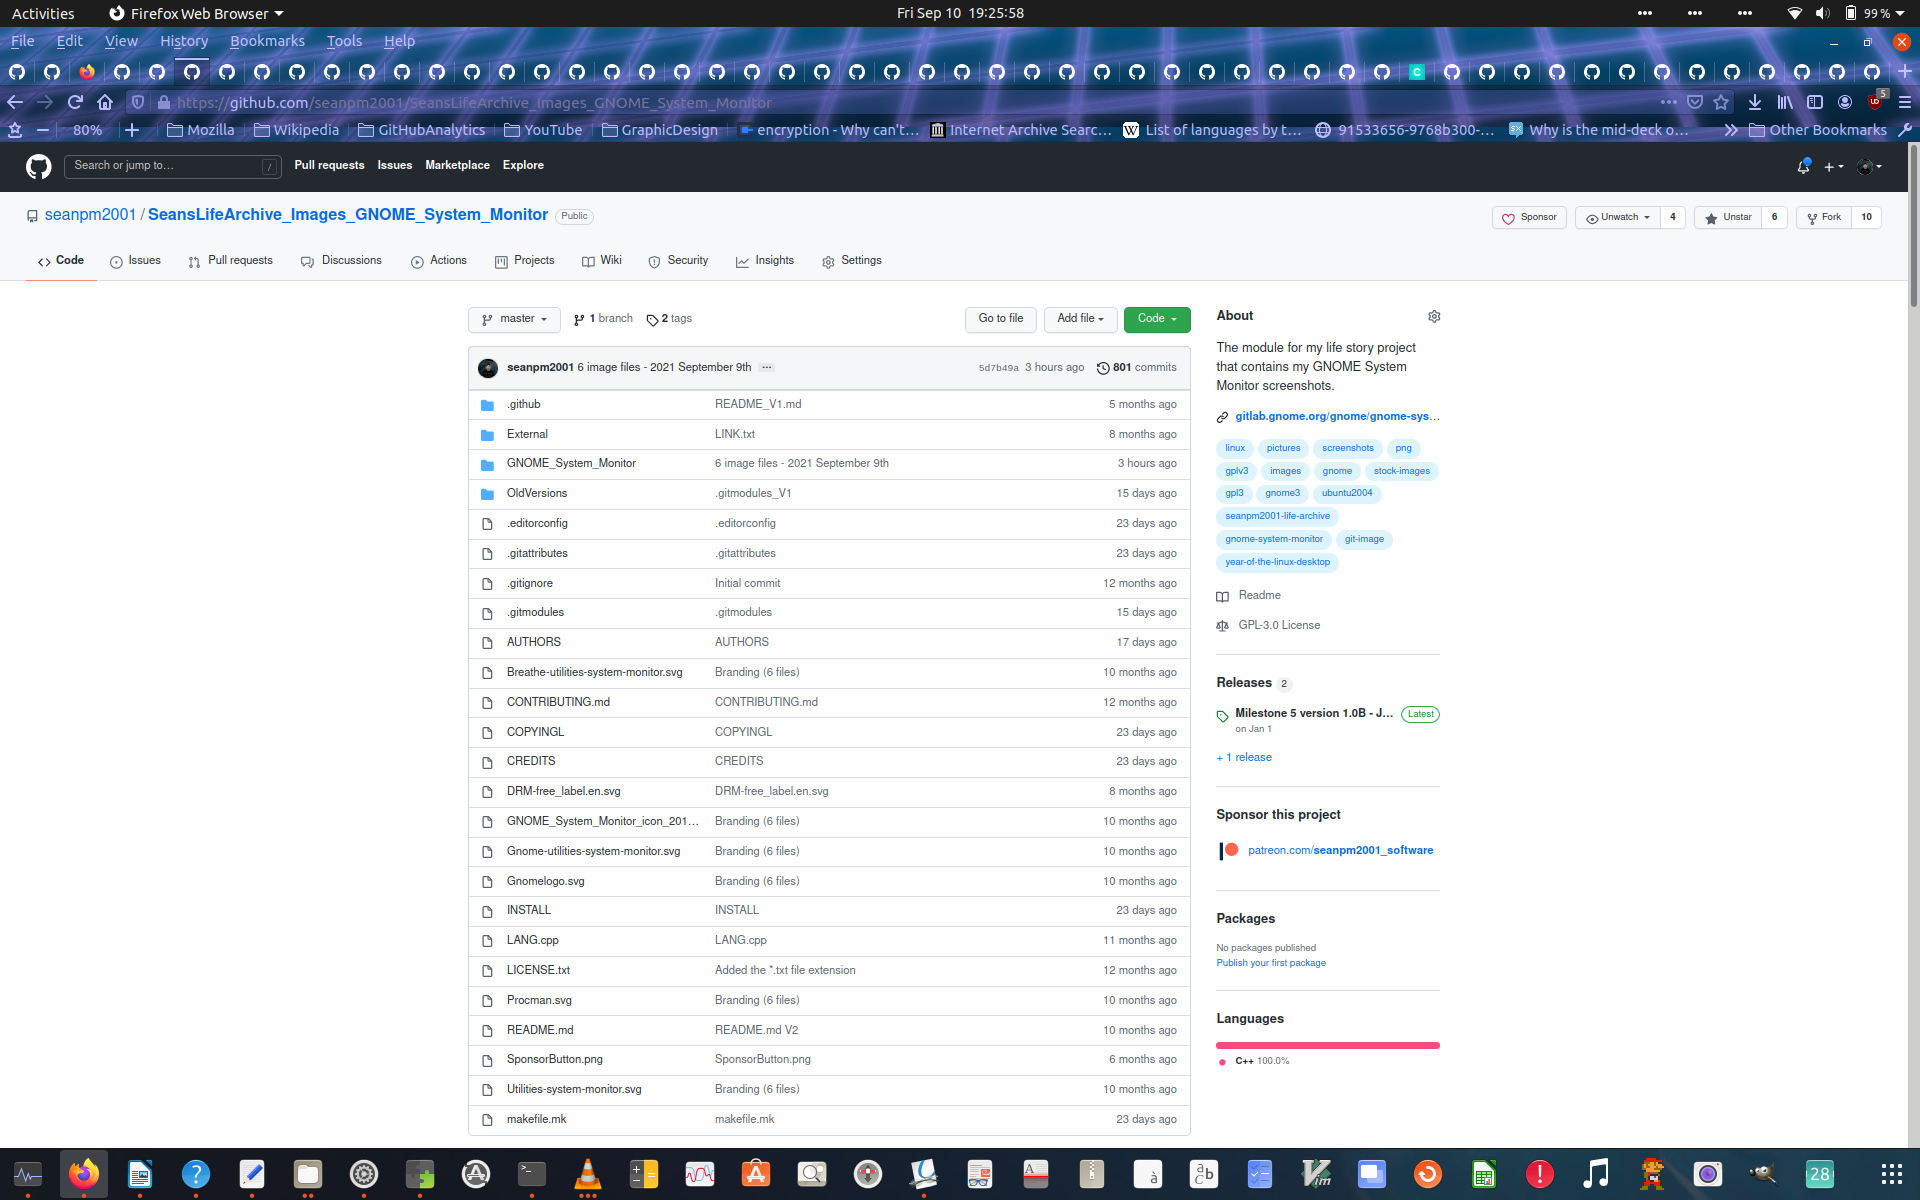 Activities Firefox Web Browser Fri Sep 10 19:25:58 99 %
File Edit View History Bookmarks Tools Help
https://github.com/seanpm2001/SeansLifeArchive_Images_GNOME_System_Monitor 5
80% Mozilla Wikipedia GitHubAnalytics YouTube GraphicDesign encryption - Why can't… Internet Archive Searc… List of languages by t… 91533656-9768b300-… Why is the mid-deck o… Other Bookmarks
Search or jump to… / Pull requests Issues Marketplace Explore
seanpm2001 / SeansLifeArchive_Images_GNOME_System_Monitor Public Sponsor Unwatch 4 Unstar 6 Fork 10
Code Issues Pull requests Discussions Actions Projects Wiki Security Insights Settings
master 1 branch 2 tags Go to file Add file Code
seanpm2001 6 image files - 2021 September 9th 5d7b49a 3 hours ago 801 commits
.github README_V1.md 5 months ago
External LINK.txt 8 months ago
GNOME_System_Monitor 6 image files - 2021 September 9th 3 hours ago
OldVersions .gitmodules_V1 15 days ago
.editorconfig .editorconfig 23 days ago
.gitattributes .gitattributes 23 days ago
.gitignore Initial commit 12 months ago
.gitmodules .gitmodules 15 days ago
AUTHORS AUTHORS 17 days ago
Breathe-utilities-system-monitor.svg Branding (6 files) 10 months ago
CONTRIBUTING.md CONTRIBUTING.md 12 months ago
COPYINGL COPYINGL 23 days ago
CREDITS CREDITS 23 days ago
DRM-free_label.en.svg DRM-free_label.en.svg 8 months ago
GNOME_System_Monitor_icon_201… Branding (6 files) 10 months ago
Gnome-utilities-system-monitor.svg Branding (6 files) 10 months ago
Gnomelogo.svg Branding (6 files) 10 months ago
INSTALL INSTALL 23 days ago
LANG.cpp LANG.cpp 11 months ago
LICENSE.txt Added the *.txt file extension 12 months ago
Procman.svg Branding (6 files) 10 months ago
README.md README.md V2 10 months ago
SponsorButton.png SponsorButton.png 6 months ago
Utilities-system-monitor.svg Branding (6 files) 10 months ago
makefile.mk makefile.mk 23 days ago
About
The module for my life story project
that contains my GNOME System
Monitor screenshots.
gitlab.gnome.org/gnome/gnome-sys…
linux pictures screenshots png
gplv3 images gnome stock-images
gpl3 gnome3 ubuntu2004
seanpm2001-life-archive
gnome-system-monitor git-image
year-of-the-linux-desktop
Readme
GPL-3.0 License
Releases 2
Milestone 5 version 1.0B - J… Latest
on Jan 1
+ 1 release
Sponsor this project
patreon.com/seanpm2001_software
Packages
No packages published
Publish your first package
Languages
C++ 100.0%
28